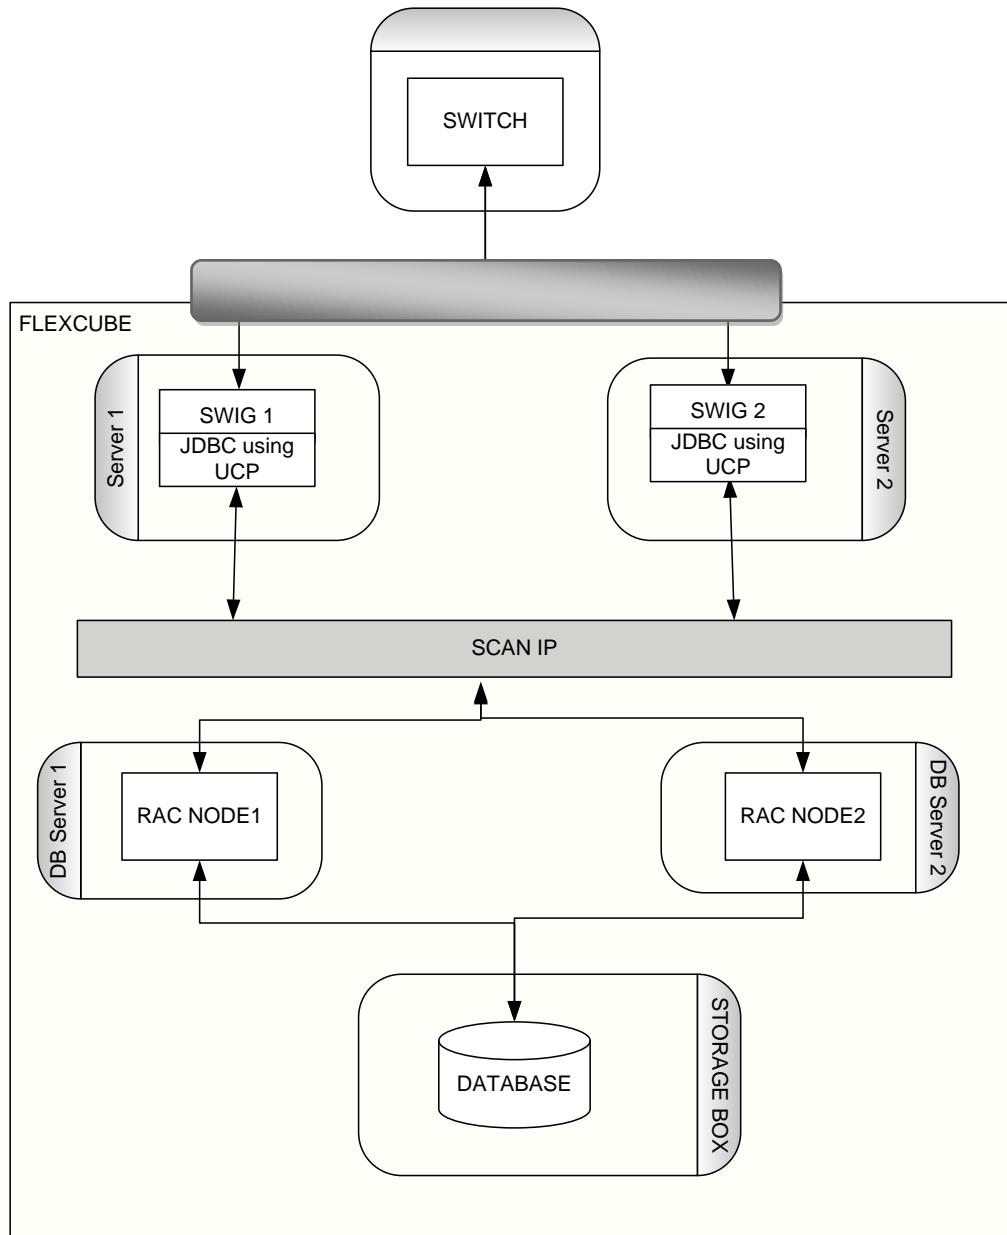 SWITCH
FLEXCUBE
Server 1
SWIG 1
JDBC using
UCP
SWIG 2
JDBC using
UCP
Server 2
SCAN IP
DB Server 1
RAC NODE1
RAC NODE2
DB Server 2
DATABASE
STORAGE BOX